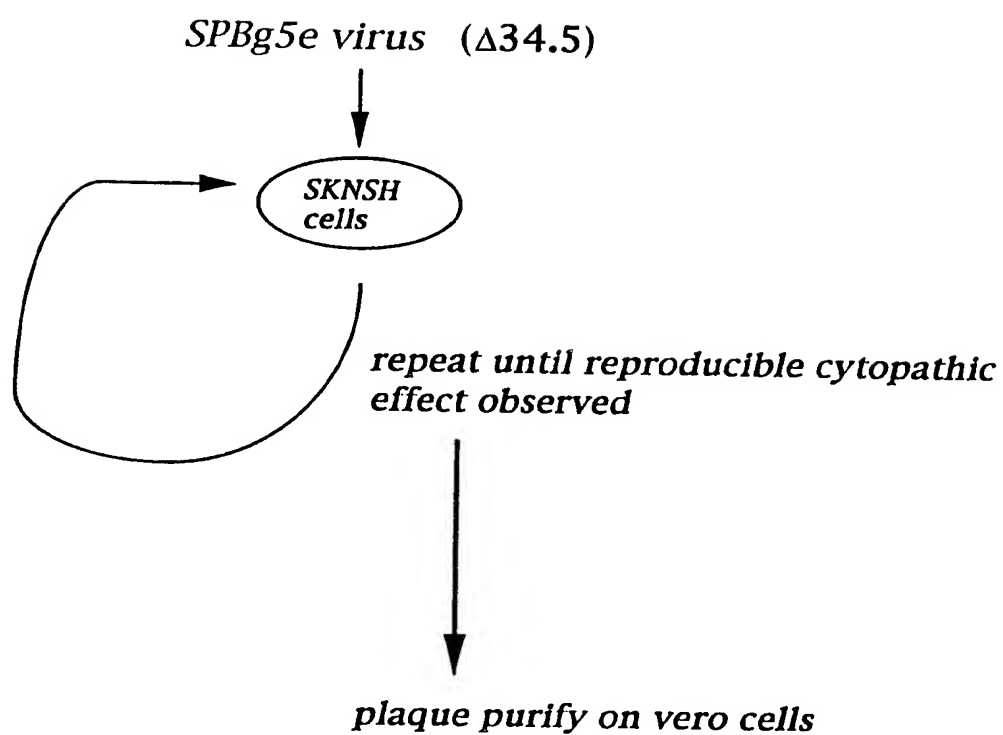 SPBg5e virus (Δ34.5)
SKNSH
cells
repeat until reproducible cytopathic
effect observed
plaque purify on vero cells